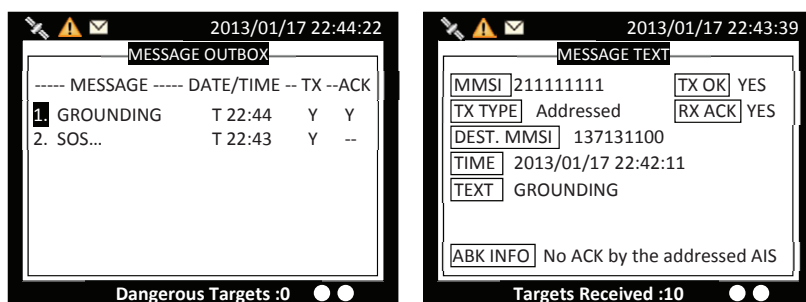 2013/01/17 22:44:22
MESSAGE OUTBOX
----- MESSAGE ----- DATE/TIME -- TX --ACK
1. GROUNDING T 22:44 Y Y
2. SOS... T 22:43 Y --
Dangerous Targets :0
2013/01/17 22:43:39
MESSAGE TEXT
MMSI 211111111 TX OK YES
TX TYPE Addressed RX ACK YES
DEST. MMSI 137131100
TIME 2013/01/17 22:42:11
TEXT GROUNDING
ABK INFO No ACK by the addressed AIS
Targets Received :10